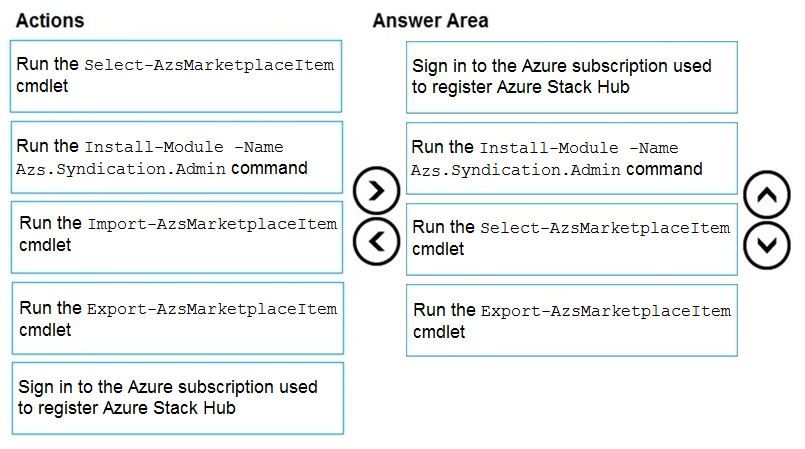 Actions
Run the Select-AzsMarketplaceItem
cmdlet
Run the Install-Module -Name
Azs.Syndication.Admin command
Run the Import-AzsMarketplaceItem
cmdlet
Run the Export-AzsMarketplaceItem
cmdlet
Sign in to the Azure subscription used
to register Azure Stack Hub
Answer Area
Sign in to the Azure subscription used
to register Azure Stack Hub
Run the Install-Module -Name
Azs.Syndication.Admin command
Run the Select-AzsMarketplaceItem
cmdlet
Run the Export-AzsMarketplaceItem
cmdlet